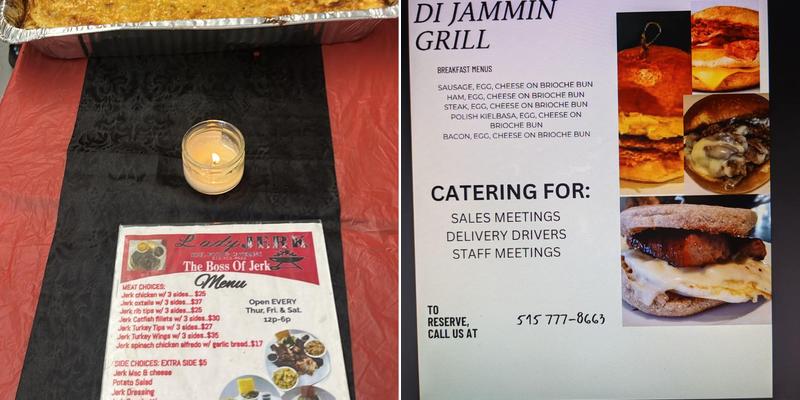 Lady JERK
The Boss Of Jerk
Menu
MEAT CHOICES:
Jerk chicken w/ 3 sides...$25
Jerk oxtails w/ 3 sides...$37
Jerk rib tips w/ 3 sides...$25
Jerk Catfish fillets w/ 3 sides...$30
Jerk Turkey Tips w/ 3 sides...$27
Jerk Turkey Wings w/ 3 sides...$35
Jerk spinach chicken alfredo w/ garlic bread..$17
Open EVERY
Thur, Fri. & Sat.
12p-6p
SIDE CHOICES: EXTRA SIDE $5
Jerk Mac & cheese
Potato Salad
Jerk Dressing
DI JAMMIN
GRILL
BREAKFAST MENUS
SAUSAGE, EGG, CHEESE ON BRIOCHE BUN
HAM, EGG, CHEESE ON BRIOCHE BUN
STEAK, EGG, CHEESE ON BRIOCHE BUN
POLISH KIELBASA, EGG, CHEESE ON
BRIOCHE BUN
BACON, EGG, CHEESE ON BRIOCHE BUN
CATERING FOR:
SALES MEETINGS
DELIVERY DRIVERS
STAFF MEETINGS
TO
RESERVE,
CALL US AT
515 777-8663